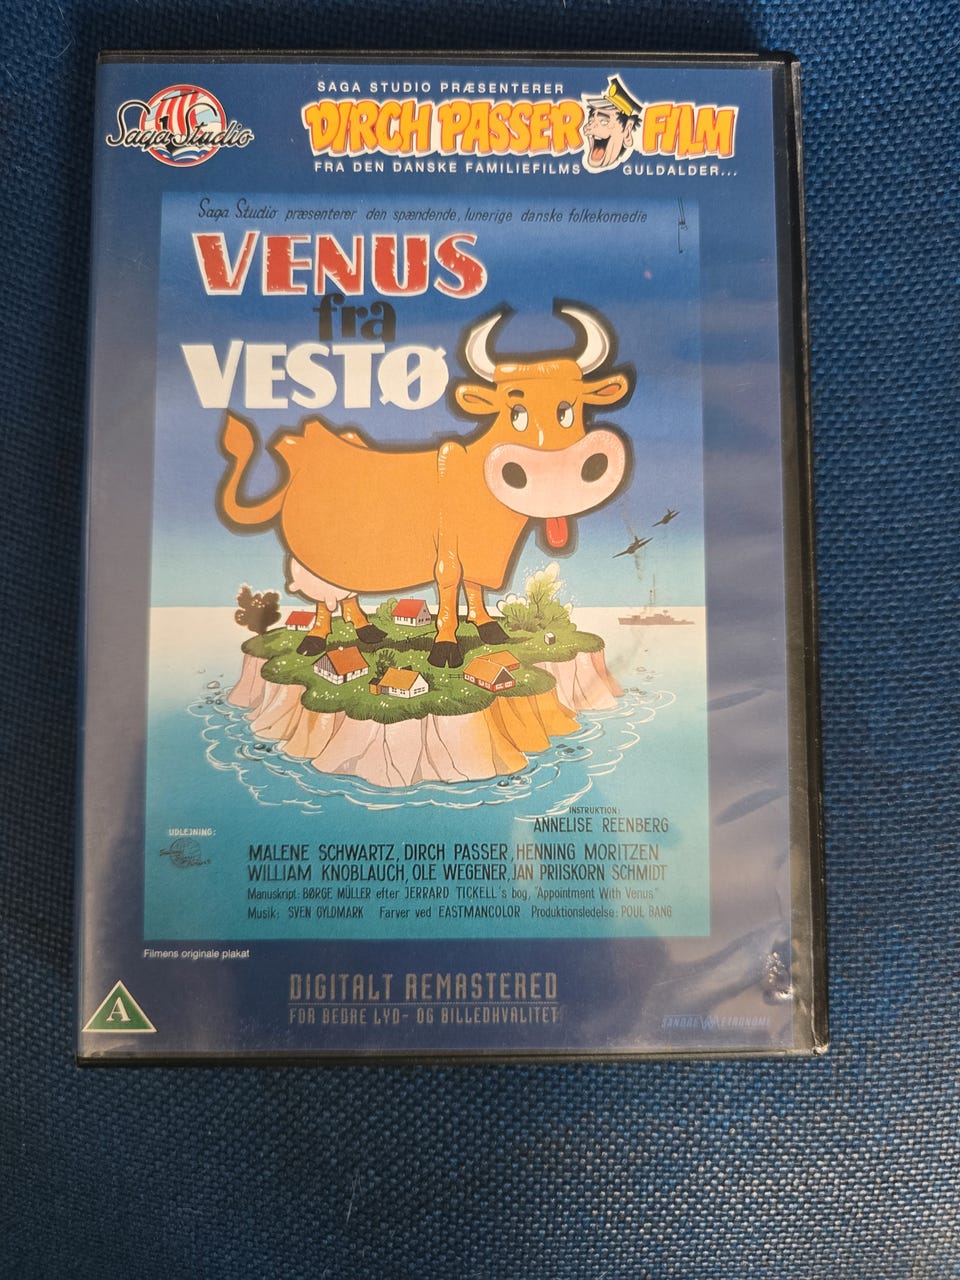 Saga Studio
SAGA STUDIO PRÆSENTERER
DIRCH PASSER FILM
FRA DEN DANSKE FAMILIEFILMS GULDALDER...
Saga Studio præsenterer den spændende, lunerige danske folkekomedie
VENUS
fra
VESTØ
INSTRUKTION:
ANNELISE REENBERG
UDLEJNING:
MALENE SCHWARTZ, DIRCH PASSER, HENNING MORITZEN
WILLIAM KNOBLAUCH, OLE WEGENER, JAN PRIISKORN SCHMIDT
Manuskript: BØRGE MÜLLER efter JERRARD TICKELL's bog, "Appointment With Venus."
Musik: SVEN GYLDMARK Farver ved EASTMANCOLOR Produktionsledelse: POUL BANG
Filmens originale plakat
A
DIGITALT REMASTERED
FOR BEDRE LYD- OG BILLEDKVALITET
SANDREW METRONOME